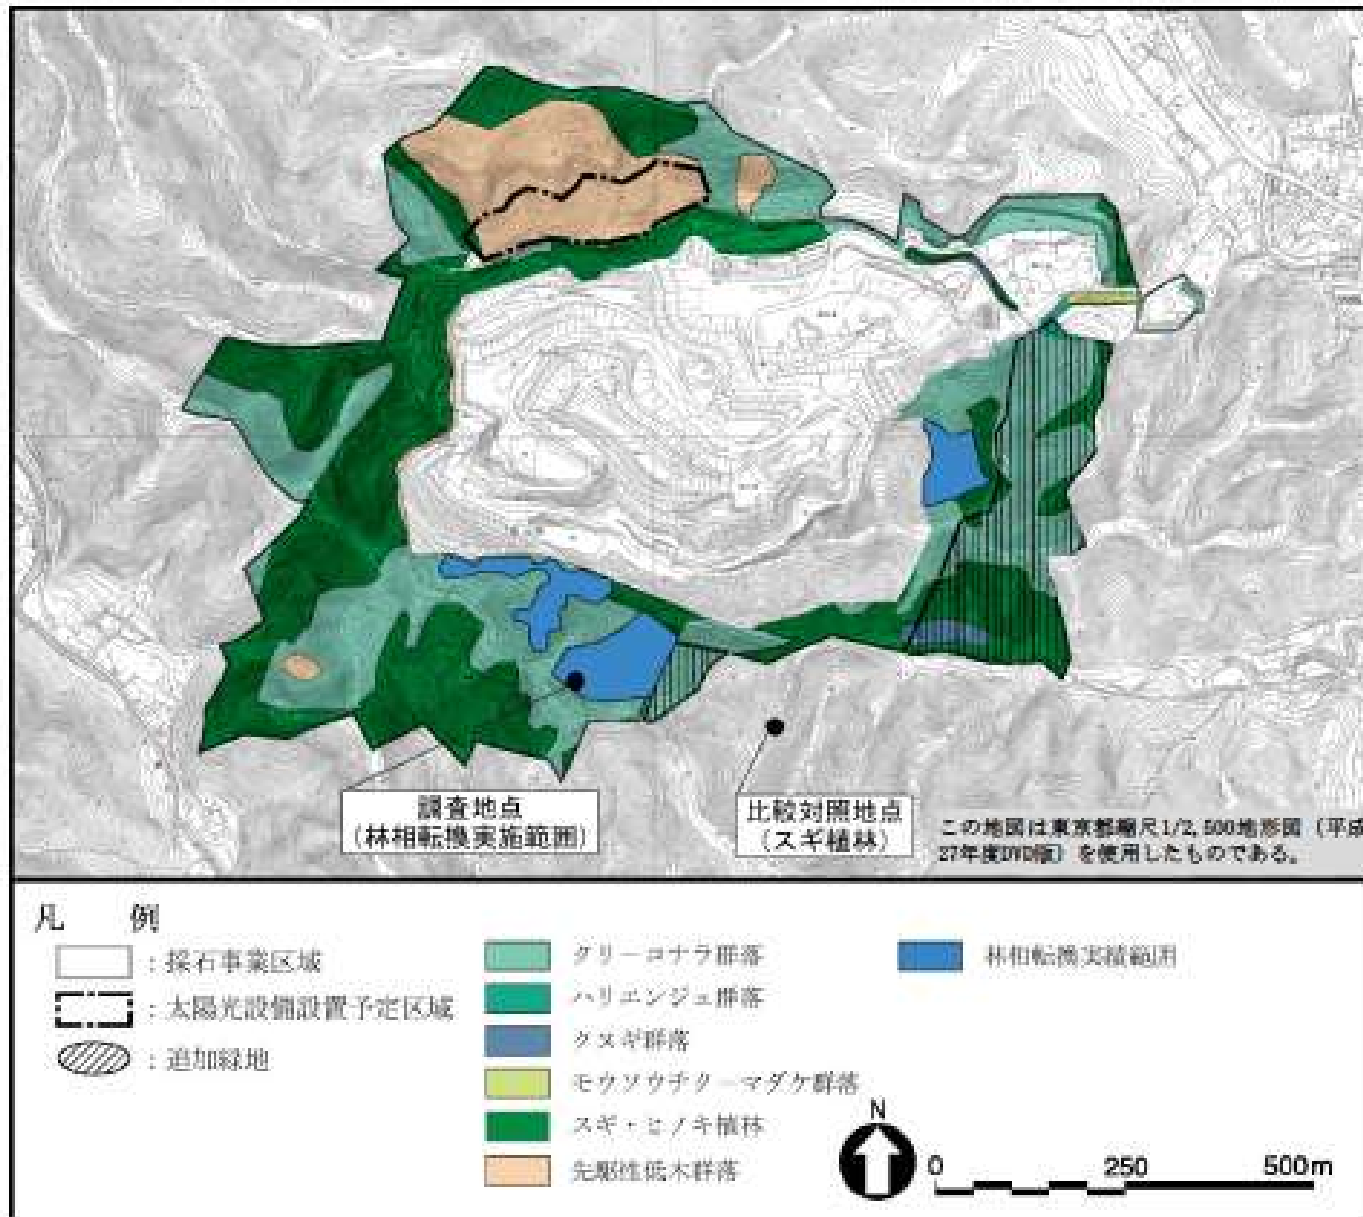 調査地点
(林相転換実施範囲)
比較対照地点
(スギ植林)
この地図は東京都縮尺1/2,500地形図(平成
27年度DVD版)を使用したものである。
凡 例
:採石事業区域
:太陽光設備設置予定区域
:追加緑地
クリーコナラ群落
ハリエンジュ群落
クヌギ群落
モウソウチクーマダケ群落
スギ・ヒノキ植林
先駆性低木群落
林相転換実績範囲
N
0 250 500m